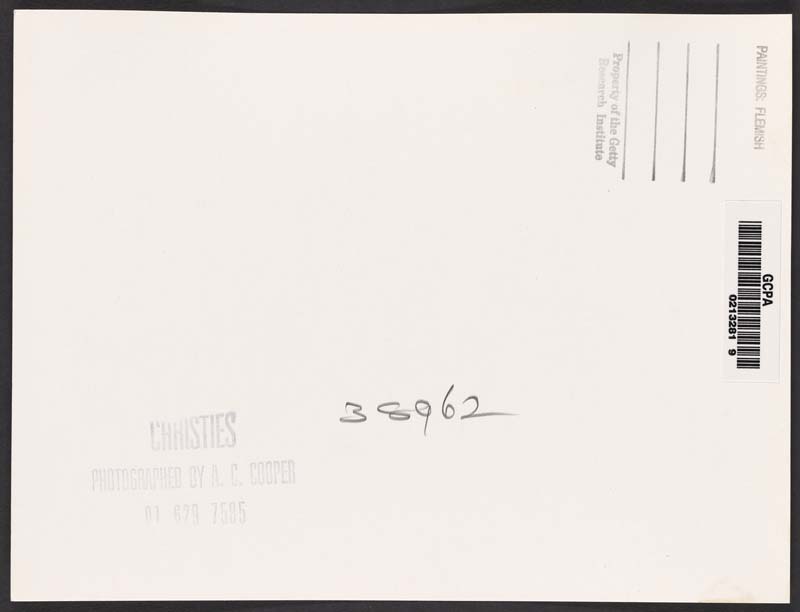 PAINTINGS: FLEMISH
Property of the Getty
Research Institute
GCPA
0213281 9
38962
CHRISTIES
PHOTOGRAPHED BY A. C. COOPER
01 629 7585